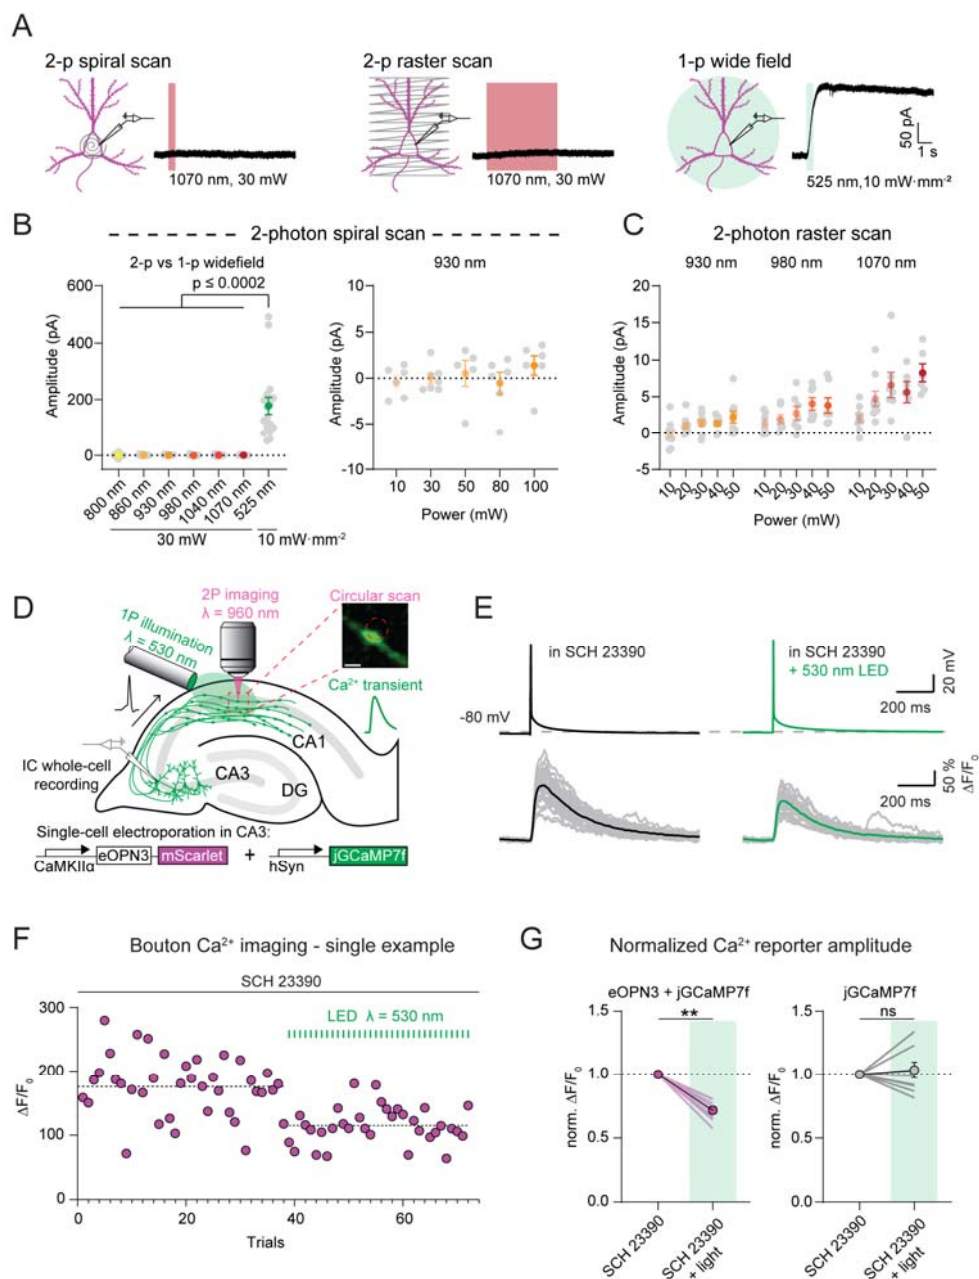 A
2-p spiral scan
2-p raster scan
1-p wide field
1070 nm, 30 mW
1070 nm, 30 mW
525 nm,10 mW·mm⁻²
50 pA
1 s
B
2-photon spiral scan
2-p vs 1-p widefield
p ≤ 0.0002
Amplitude (pA)
600
400
200
0
800 nm
860 nm
930 nm
980 nm
1040 nm
1070 nm
525 nm
30 mW
10 mW·mm⁻²
930 nm
Amplitude (pA)
10
5
0
-5
-10
10 30 50 80 100
Power (mW)
C
2-photon raster scan
930 nm 980 nm 1070 nm
Amplitude (pA)
20
15
10
5
0
-5
10 20 30 40 50 10 20 30 40 50 10 20 30 40 50
Power (mW)
D
1P illumination
λ = 530 nm
2P imaging
λ = 960 nm
Circular scan
Ca²⁺ transient
CA1
CA3
DG
IC whole-cell
recording
Single-cell electroporation in CA3:
CaMKIIα eOPN3 mScarlet + hSyn jGCaMP7f
E
in SCH 23390
in SCH 23390
+ 530 nm LED
20 mV
200 ms
-80 mV
50 %
ΔF/F₀
200 ms
F
Bouton Ca²⁺ imaging - single example
SCH 23390
LED λ = 530 nm
ΔF/F₀
300
200
100
0
0 20 40 60
Trials
G
Normalized Ca²⁺ reporter amplitude
eOPN3 + jGCaMP7f
**
norm. ΔF/F₀
1.5
1.0
0.5
0.0
SCH 23390
SCH 23390
+ light
jGCaMP7f
ns
norm. ΔF/F₀
1.5
1.0
0.5
0.0
SCH 23390
SCH 23390
+ light